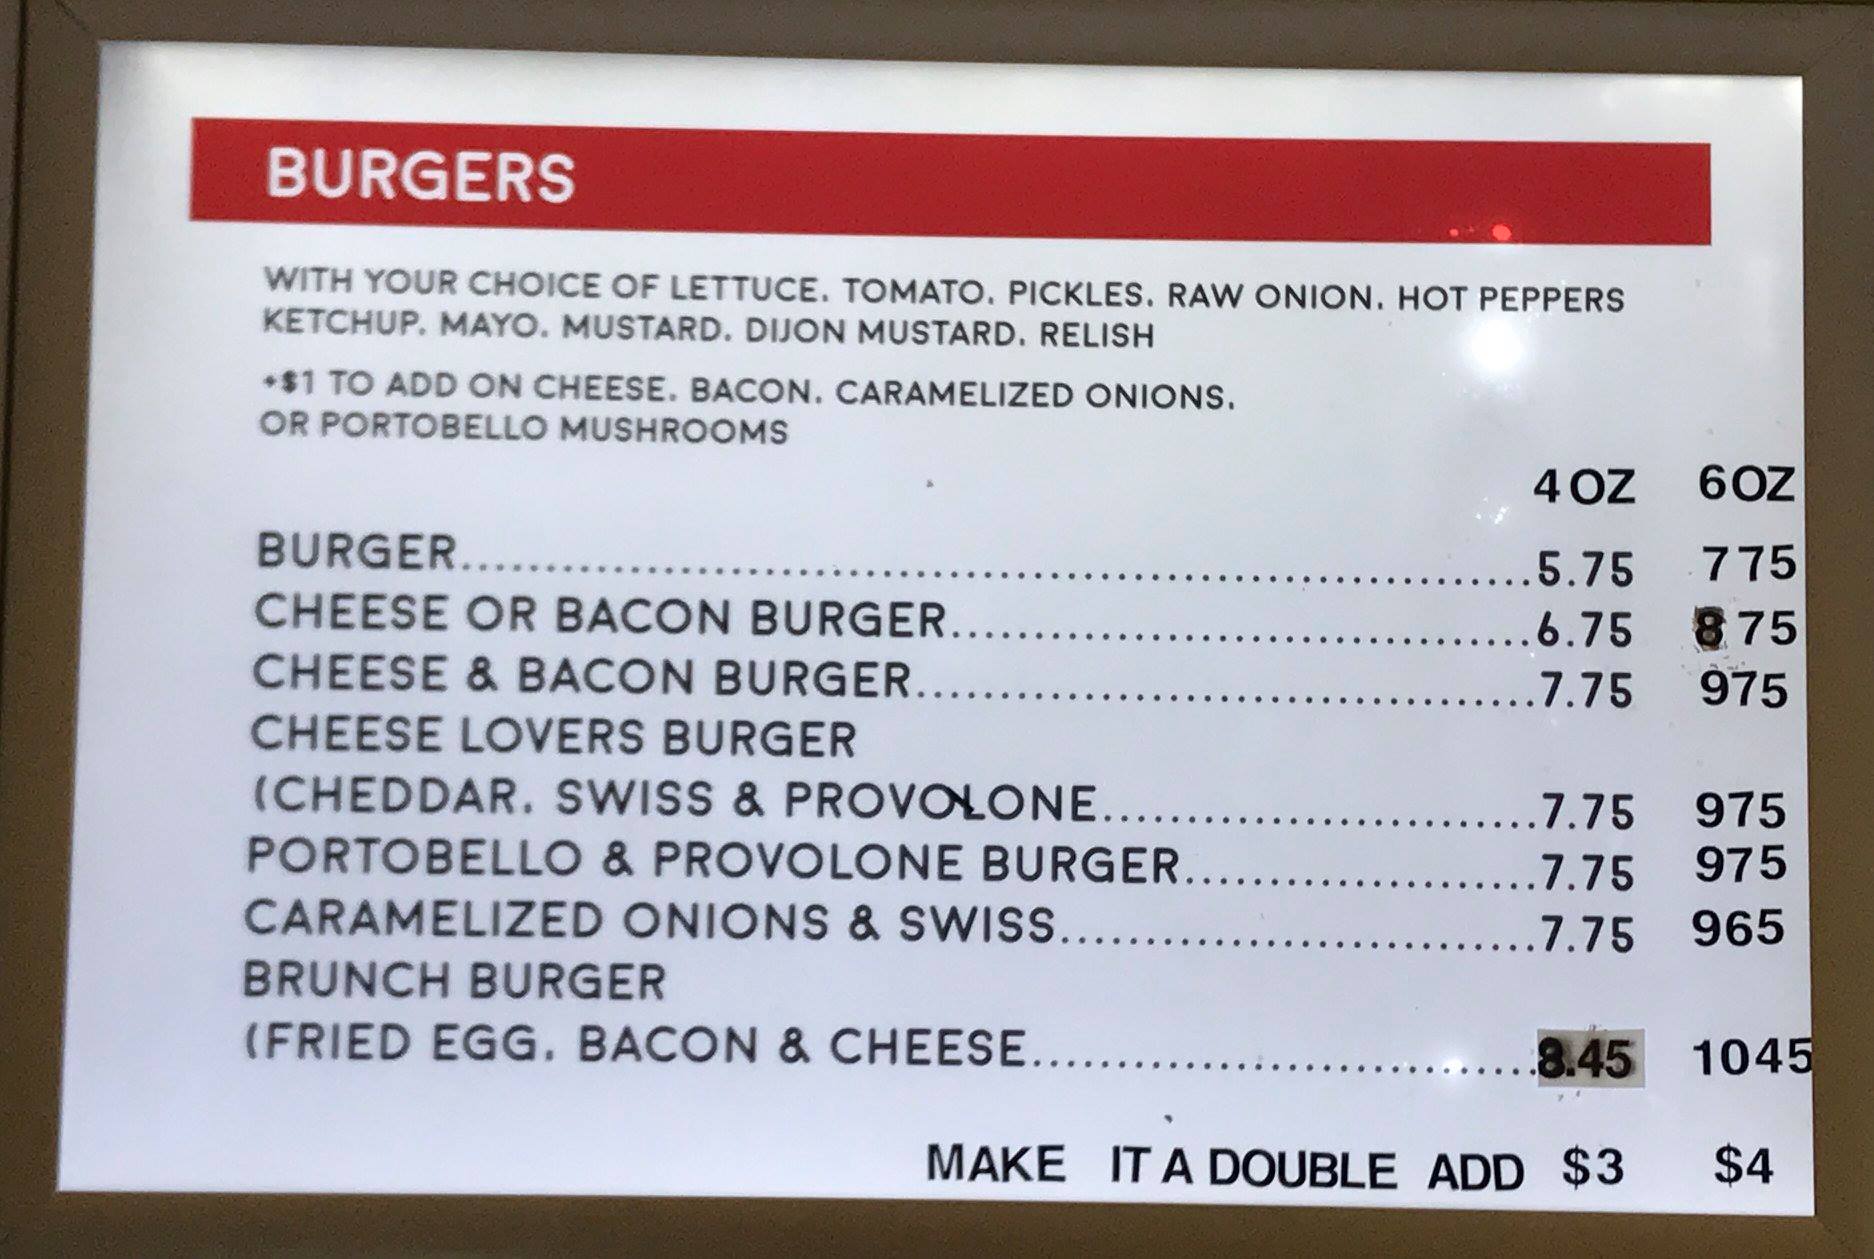 BURGERS
WITH YOUR CHOICE OF LETTUCE. TOMATO. PICKLES. RAW ONION. HOT PEPPERS
KETCHUP. MAYO. MUSTARD. DIJON MUSTARD. RELISH
+$1 TO ADD ON CHEESE. BACON. CARAMELIZED ONIONS.
OR PORTOBELLO MUSHROOMS
4 OZ 6OZ
BURGER........................................................................5.75 775
CHEESE OR BACON BURGER...................................6.75 875
CHEESE & BACON BURGER......................................7.75 975
CHEESE LOVERS BURGER
(CHEDDAR. SWISS & PROVOLONE...........................7.75 975
PORTOBELLO & PROVOLONE BURGER......................7.75 975
CARAMELIZED ONIONS & SWISS.............................7.75 965
BRUNCH BURGER
(FRIED EGG. BACON & CHEESE...............................8.45 1045
MAKE IT A DOUBLE ADD $3 $4